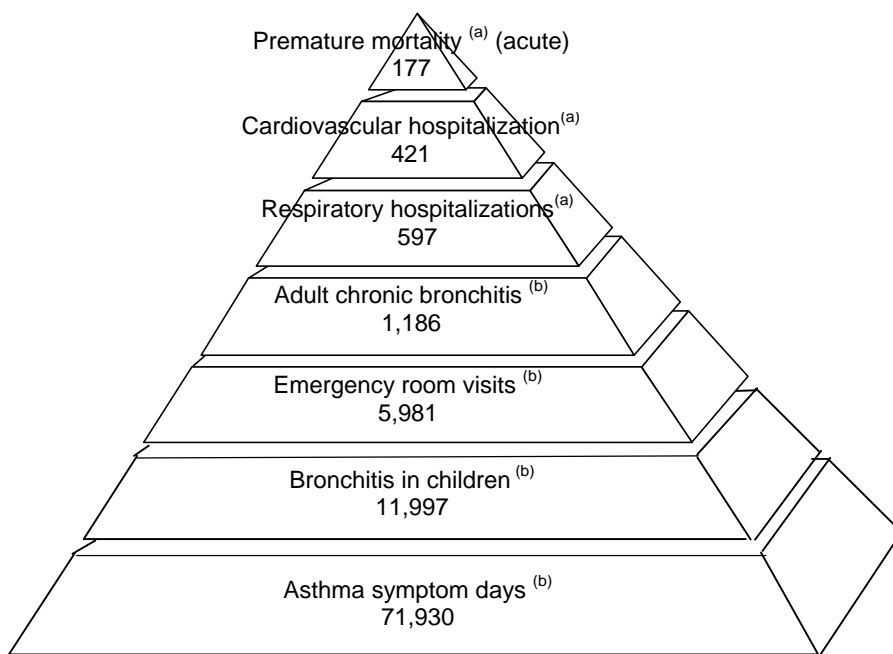 Premature mortality (a) (acute)
177
Cardiovascular hospitalization(a)
421
Respiratory hospitalizations(a)
597
Adult chronic bronchitis (b)
1,186
Emergency room visits (b)
5,981
Bronchitis in children (b)
11,997
Asthma symptom days (b)
71,930